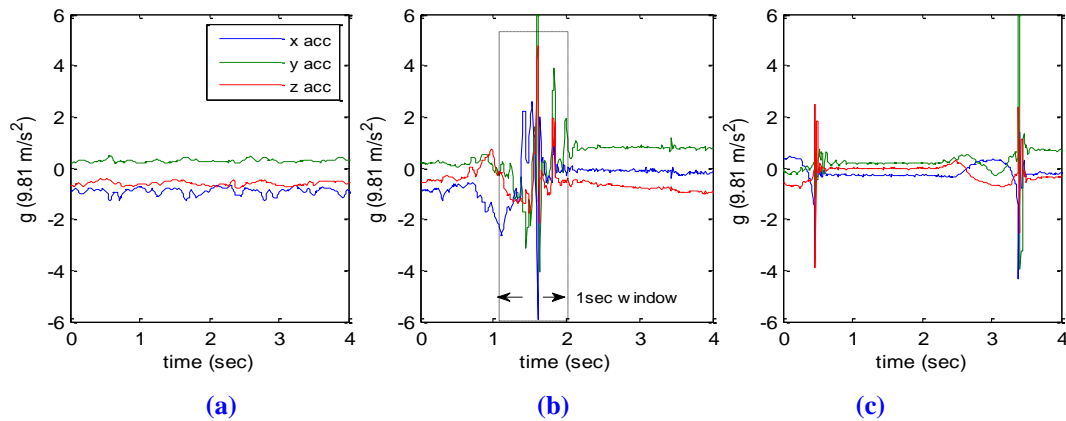 6
4
2
0
-2
-4
-6
0 1 2 3 4
g (9.81 m/s²)
time (sec)
x acc
y acc
z acc
(a)
6
4
2
0
-2
-4
-6
0 1 2 3 4
g (9.81 m/s²)
time (sec)
1sec window
(b)
6
4
2
0
-2
-4
-6
0 1 2 3 4
g (9.81 m/s²)
time (sec)
(c)